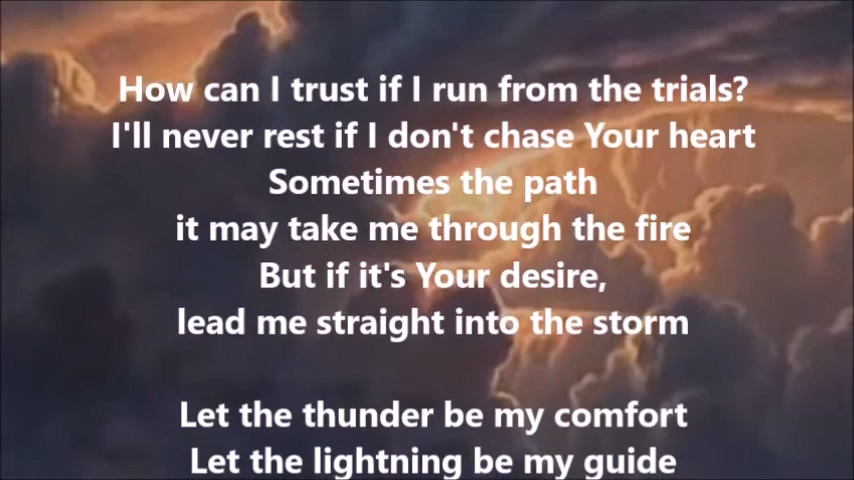 How can I trust if I run from the trials?
I'll never rest if I don't chase Your heart
Sometimes the path
it may take me through the fire
But if it's Your desire,
lead me straight into the storm
Let the thunder be my comfort
Let the lightning be my guide